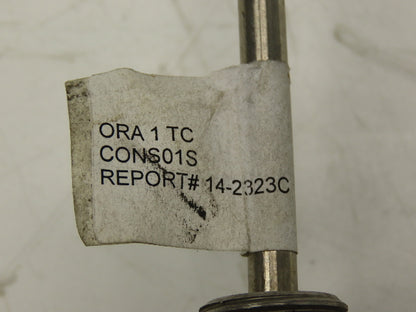 ORA 1 TC
CONS01S
REPORT# 14-2323C